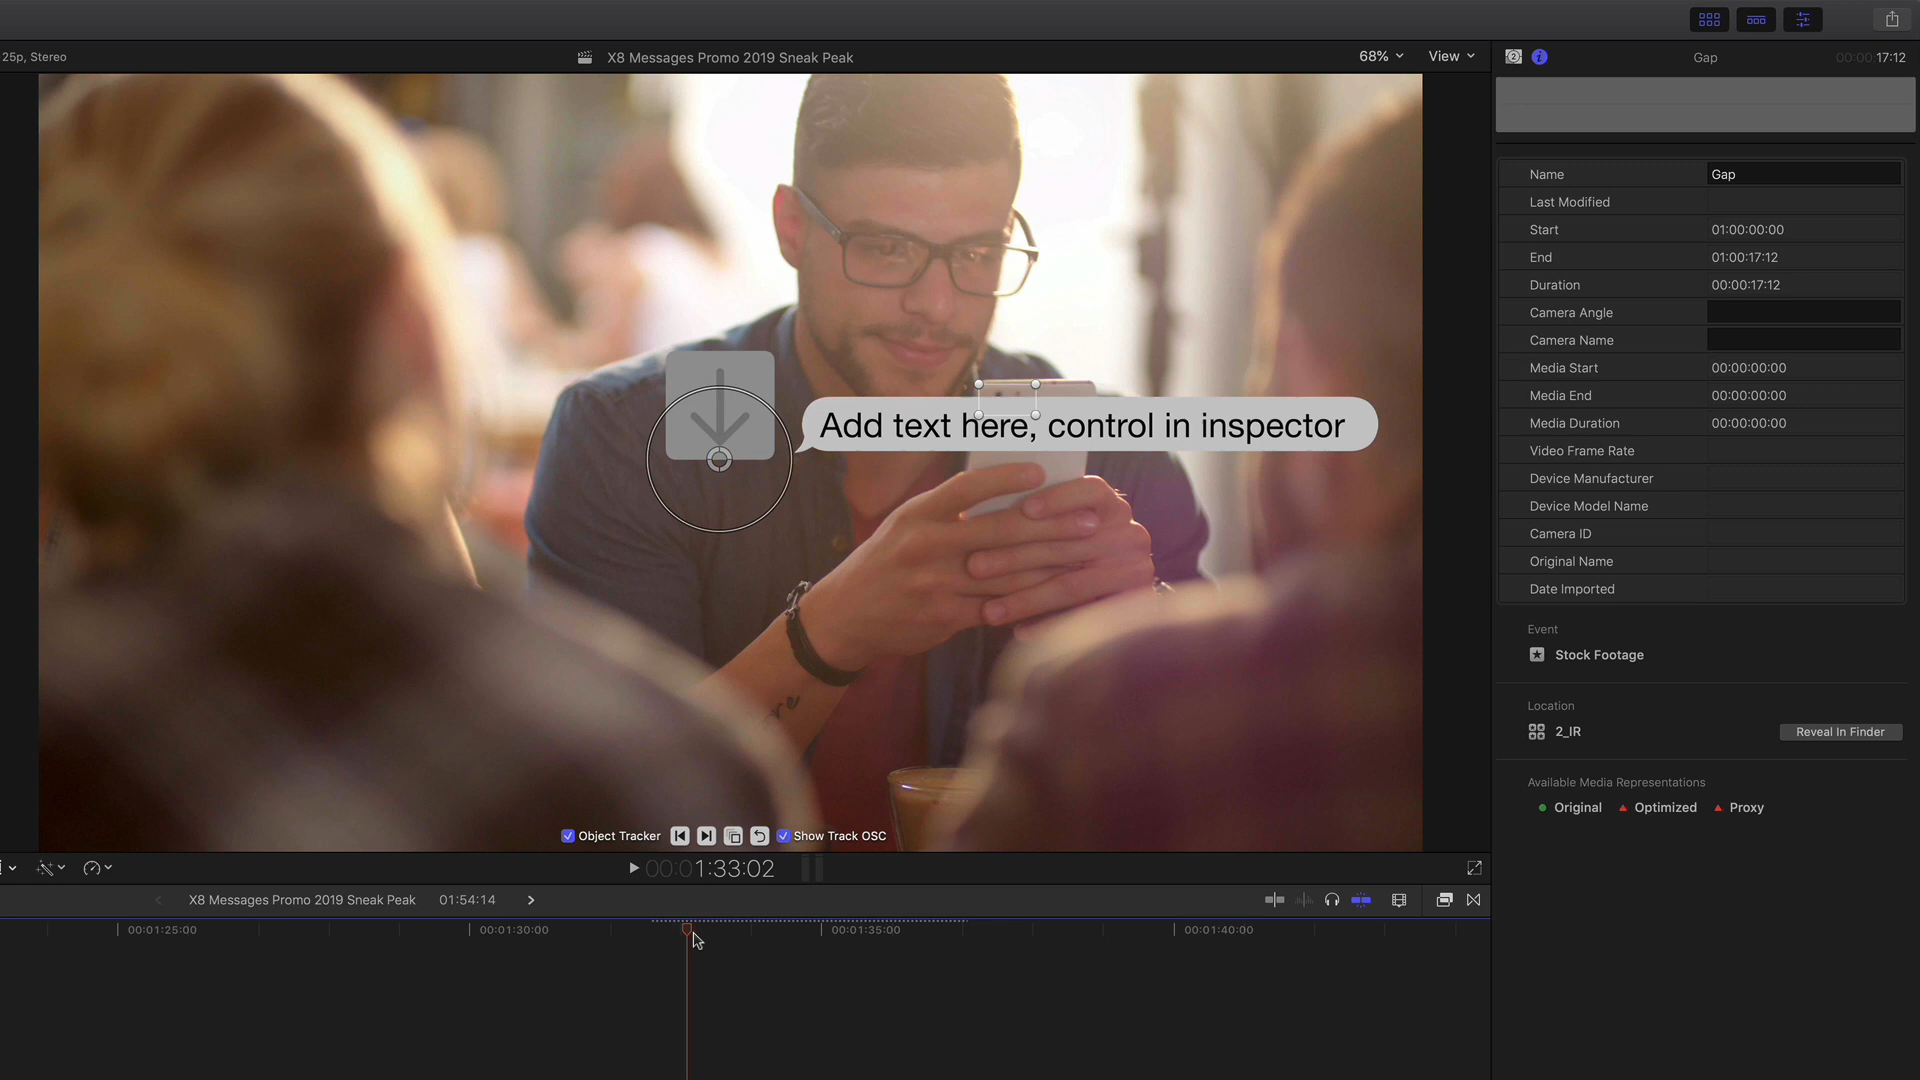 25p, Stereo
X8 Messages Promo 2019 Sneak Peak
68%
View
Gap
00:00:17:12
Add text here, control in inspector
Object Tracker
Show Track OSC
00:01:33:02
X8 Messages Promo 2019 Sneak Peak
01:54:14
00:01:25:00
00:01:30:00
00:01:35:00
00:01:40:00
Name Gap
Last Modified
Start 01:00:00:00
End 01:00:17:12
Duration 00:00:17:12
Camera Angle
Camera Name
Media Start 00:00:00:00
Media End 00:00:00:00
Media Duration 00:00:00:00
Video Frame Rate
Device Manufacturer
Device Model Name
Camera ID
Original Name
Date Imported
Event
Stock Footage
Location
2_IR
Reveal In Finder
Available Media Representations
Original Optimized Proxy